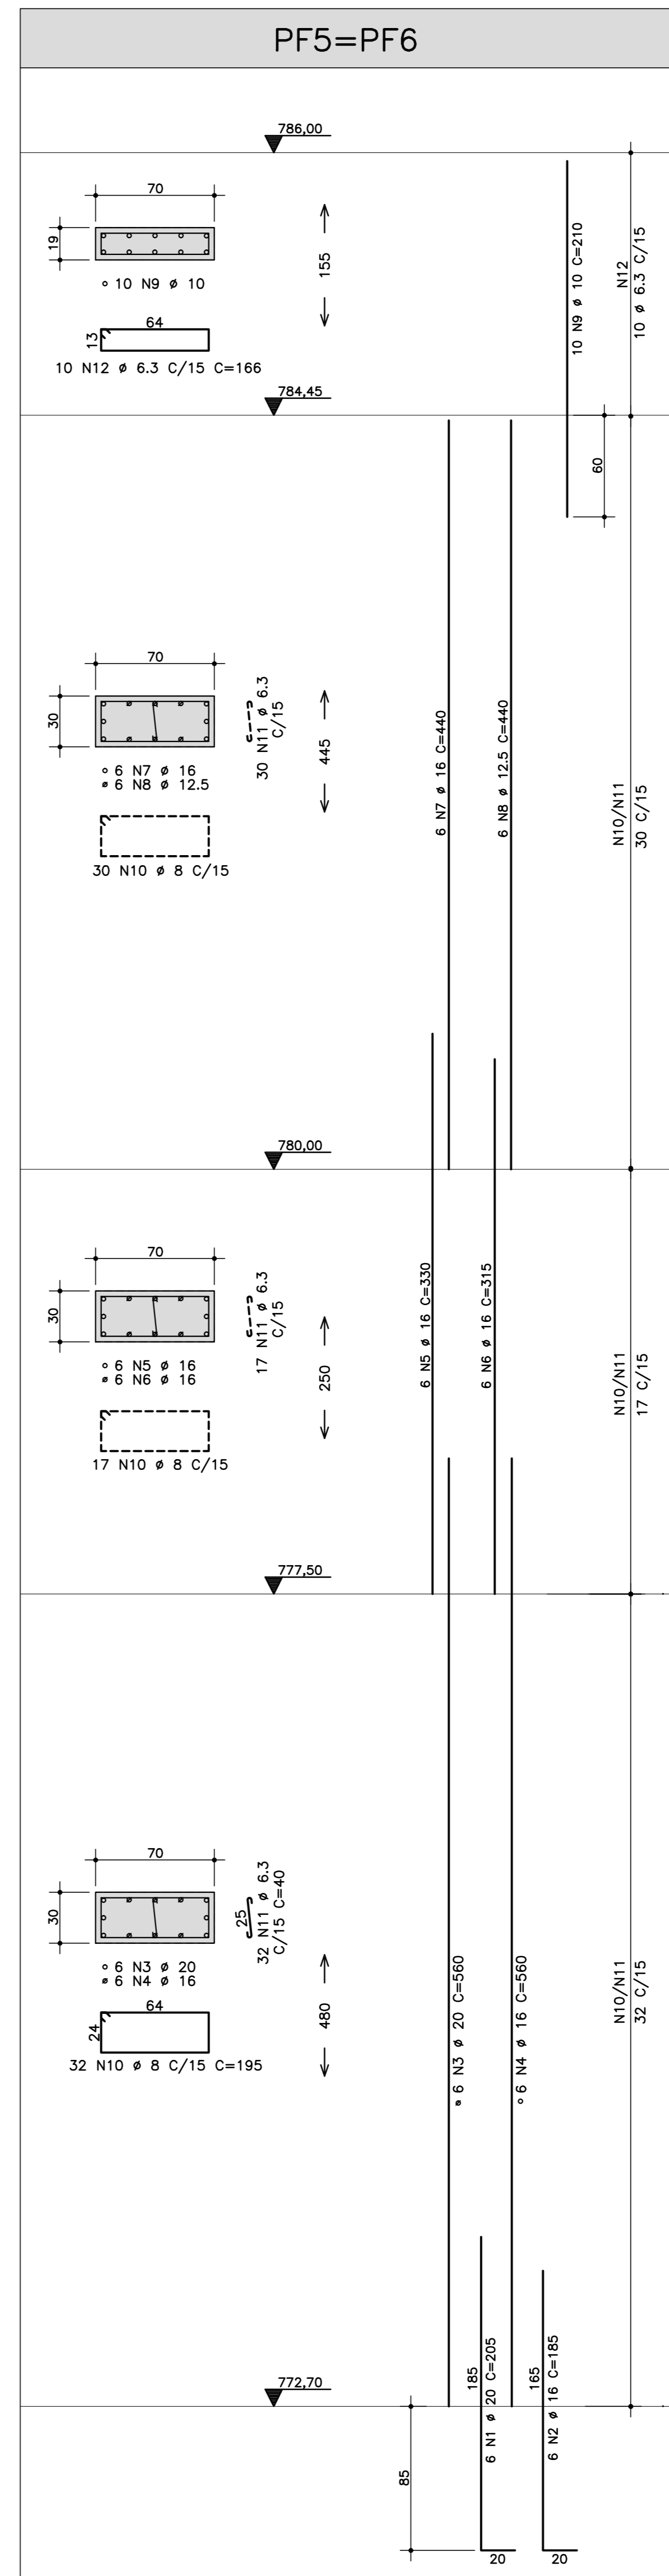 PF5=PF6
786,00
70
19
10 N9 ø 10
64
13
10 N12 ø 6.3 C/15 C=166
155
10 N9 ø 10 C=210
N12
10 ø 6.3 C/15
784,45
60
70
30
6 N7 ø 16
6 N8 ø 12.5
30 N10 ø 8 C/15
30 N11 ø 6.3
C/15
445
6 N7 ø 16 C=440
6 N8 ø 12.5 C=440
N10/N11
30 C/15
780,00
70
30
6 N5 ø 16
6 N6 ø 16
17 N10 ø 8 C/15
17 N11 ø 6.3
C/15
250
6 N5 ø 16 C=330
6 N6 ø 16 C=315
N10/N11
17 C/15
777,50
70
30
6 N3 ø 20
6 N4 ø 16
64
24
32 N10 ø 8 C/15 C=195
25
32 N11 ø 6.3
C/15 C=40
480
6 N3 ø 20 C=560
6 N4 ø 16 C=560
N10/N11
32 C/15
772,70
85
185
6 N1 ø 20 C=205
20
165
6 N2 ø 16 C=185
20